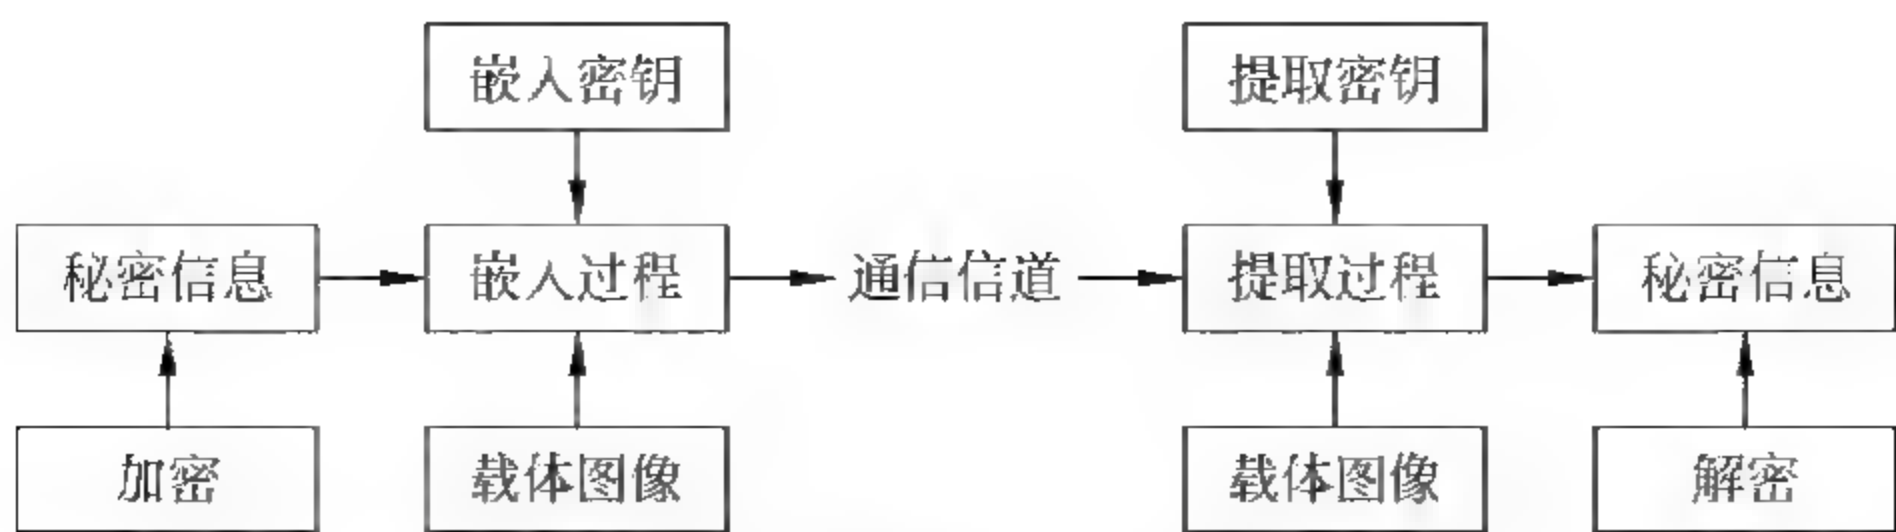 嵌入密钥 提取密钥
秘密信息 嵌入过程 通信信道 提取过程 秘密信息
加密 载体图像 载体图像 解密